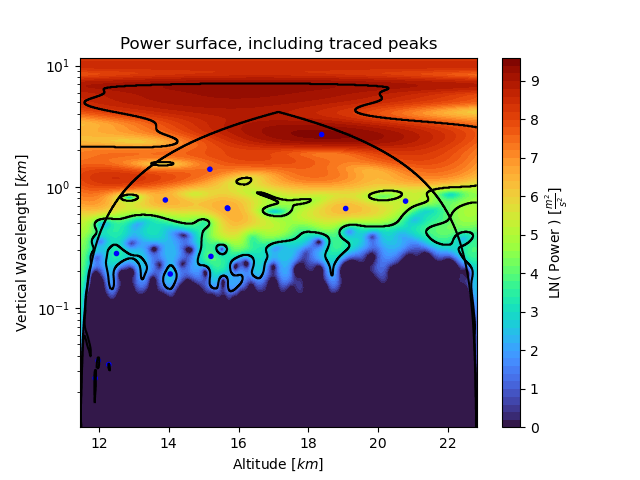 Power surface, including traced peaks
Vertical Wavelength [km]
10¹
10⁰
10⁻¹
12 14 16 18 20 22
Altitude [km]
9
8
7
6
5
4
3
2
1
0
LN( Power ) [m²/s²]